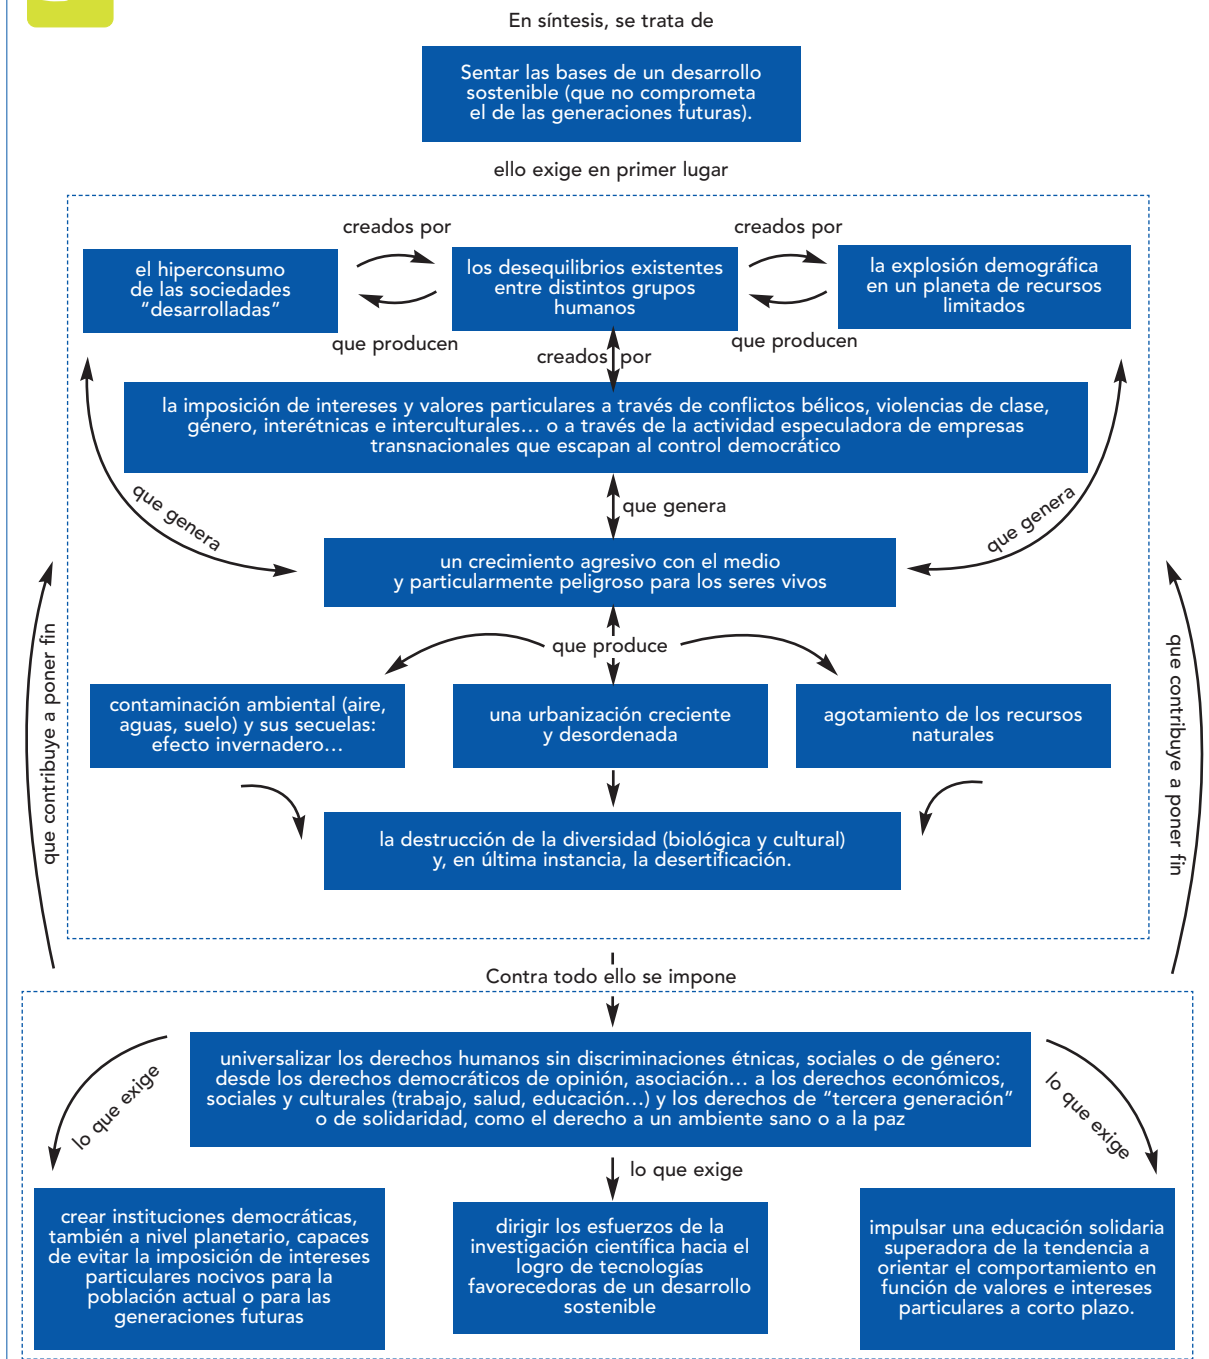 En síntesis, se trata de
Sentar las bases de un desarrollo
sostenible (que no comprometa
el de las generaciones futuras).
ello exige en primer lugar
creados por
creados por
el hiperconsumo
de las sociedades
“desarrolladas”
los desequilibrios existentes
entre distintos grupos
humanos
la explosión demográfica
en un planeta de recursos
limitados
que producen
que producen
creados por
la imposición de intereses y valores particulares a través de conflictos bélicos, violencias de clase,
género, interétnicas e interculturales… o a través de la actividad especuladora de empresas
transnacionales que escapan al control democrático
que genera
que genera
que genera
un crecimiento agresivo con el medio
y particularmente peligroso para los seres vivos
que produce
que contribuye a poner fin
que contribuye a poner fin
contaminación ambiental (aire,
aguas, suelo) y sus secuelas:
efecto invernadero…
una urbanización creciente
y desordenada
agotamiento de los recursos
naturales
la destrucción de la diversidad (biológica y cultural)
y, en última instancia, la desertificación.
Contra todo ello se impone
universalizar los derechos humanos sin discriminaciones étnicas, sociales o de género:
desde los derechos democráticos de opinión, asociación… a los derechos económicos,
sociales y culturales (trabajo, salud, educación…) y los derechos de “tercera generación”
o de solidaridad, como el derecho a un ambiente sano o a la paz
lo que exige
lo que exige
lo que exige
crear instituciones democráticas,
también a nivel planetario, capaces
de evitar la imposición de intereses
particulares nocivos para la
población actual o para las
generaciones futuras
dirigir los esfuerzos de la
investigación científica hacia el
logro de tecnologías
favorecedoras de un desarrollo
sostenible
impulsar una educación solidaria
superadora de la tendencia a
orientar el comportamiento en
función de valores e intereses
particulares a corto plazo.